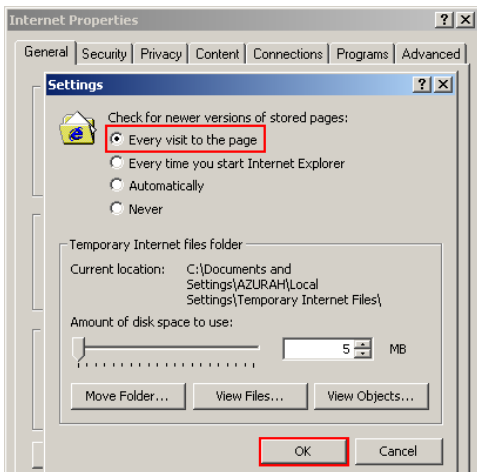 Internet Properties
General Security Privacy Content Connections Programs Advanced
Settings
Check for newer versions of stored pages:
Every visit to the page
Every time you start Internet Explorer
Automatically
Never
Temporary Internet files folder
Current location: C:\Documents and
Settings\AZURAH\Local
Settings\Temporary Internet Files\
Amount of disk space to use:
5 MB
Move Folder... View Files... View Objects...
OK Cancel